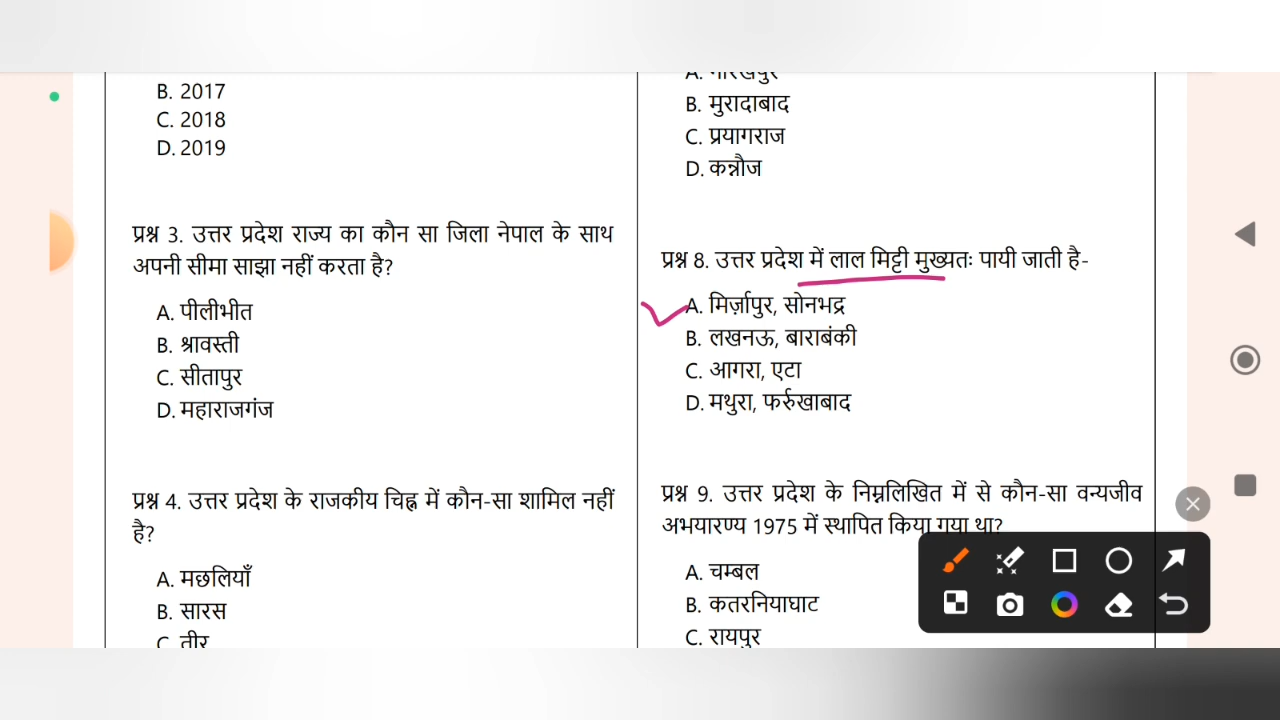 B. 2017
C. 2018
D. 2019
प्रश्न 3. उत्तर प्रदेश राज्य का कौन सा जिला नेपाल के साथ
अपनी सीमा साझा नहीं करता है?
A. पीलीभीत
B. श्रावस्ती
C. सीतापुर
D. महाराजगंज
प्रश्न 4. उत्तर प्रदेश के राजकीय चिह्न में कौन-सा शामिल नहीं
है?
A. मछलियाँ
B. सारस
C. तीर
A. गोरखपुर
B. मुरादाबाद
C. प्रयागराज
D. कन्नौज
प्रश्न 8. उत्तर प्रदेश में लाल मिट्टी मुख्यतः पायी जाती है-
A. मिर्ज़ापुर, सोनभद्र
B. लखनऊ, बाराबंकी
C. आगरा, एटा
D. मथुरा, फर्रुखाबाद
प्रश्न 9. उत्तर प्रदेश के निम्नलिखित में से कौन-सा वन्यजीव
अभयारण्य 1975 में स्थापित किया गया था?
A. चम्बल
B. कतरनियाघाट
C. रायपुर